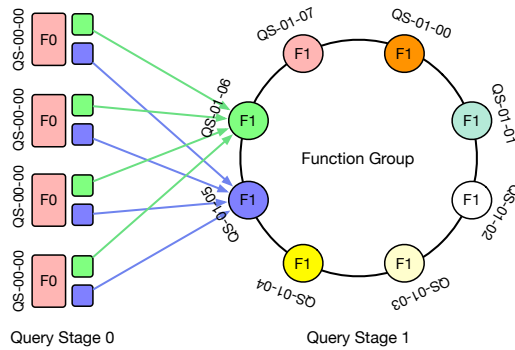 QS-00-00
F0
QS-00-00
F0
QS-00-00
F0
QS-00-00
F0
Query Stage 0
QS-01-07
F1
QS-01-00
F1
QS-01-06
F1
QS-01-01
F1
Function Group
QS-01-05
F1
QS-01-02
F1
QS-01-04
F1
QS-01-03
F1
Query Stage 1